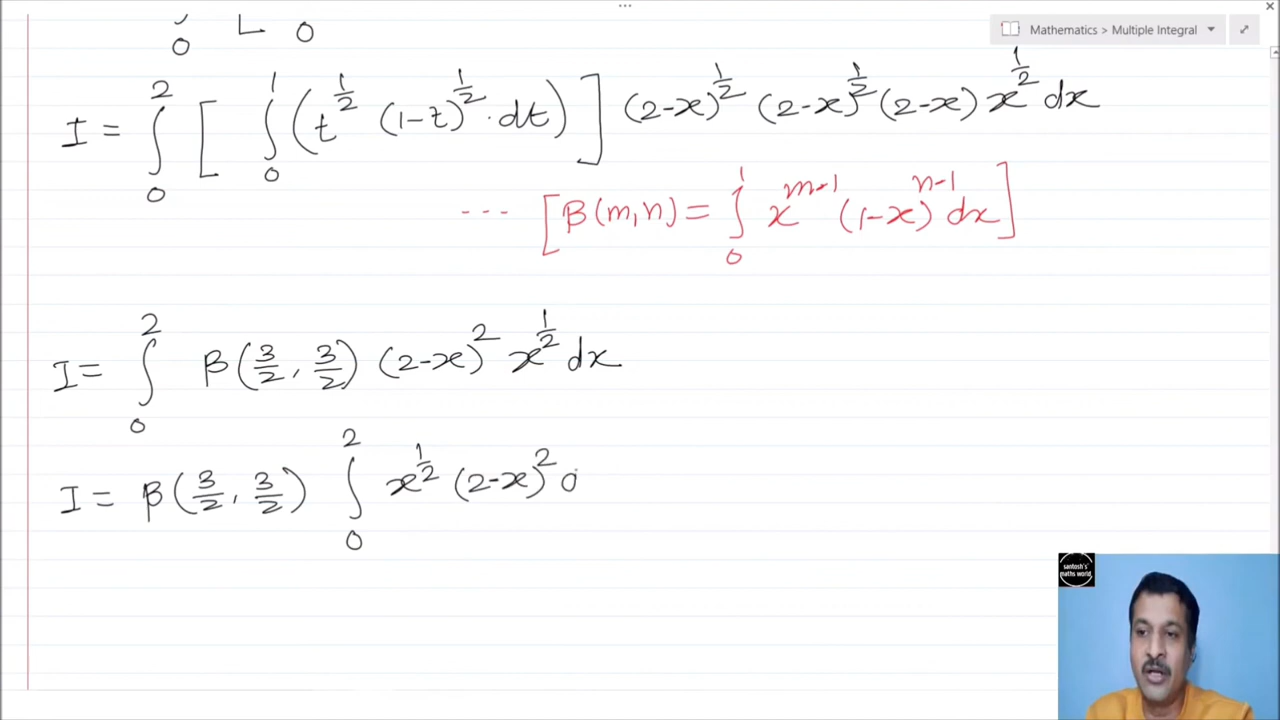 ...
Mathematics > Multiple Integral
0 0
I = ∫₀² [ ∫₀¹ (t^{1/2} (1-t)^{1/2} · dt) ] (2-x)^{1/2} (2-x)^{1/2} (2-x) x^{1/2} dx
--- [β(m,n) = ∫₀¹ x^{m-1} (1-x)^{n-1} dx]
I = ∫₀² β(3/2, 3/2) (2-x)² x^{1/2} dx
I = β(3/2, 3/2) ∫₀² x^{1/2} (2-x)²
santosh's
maths world